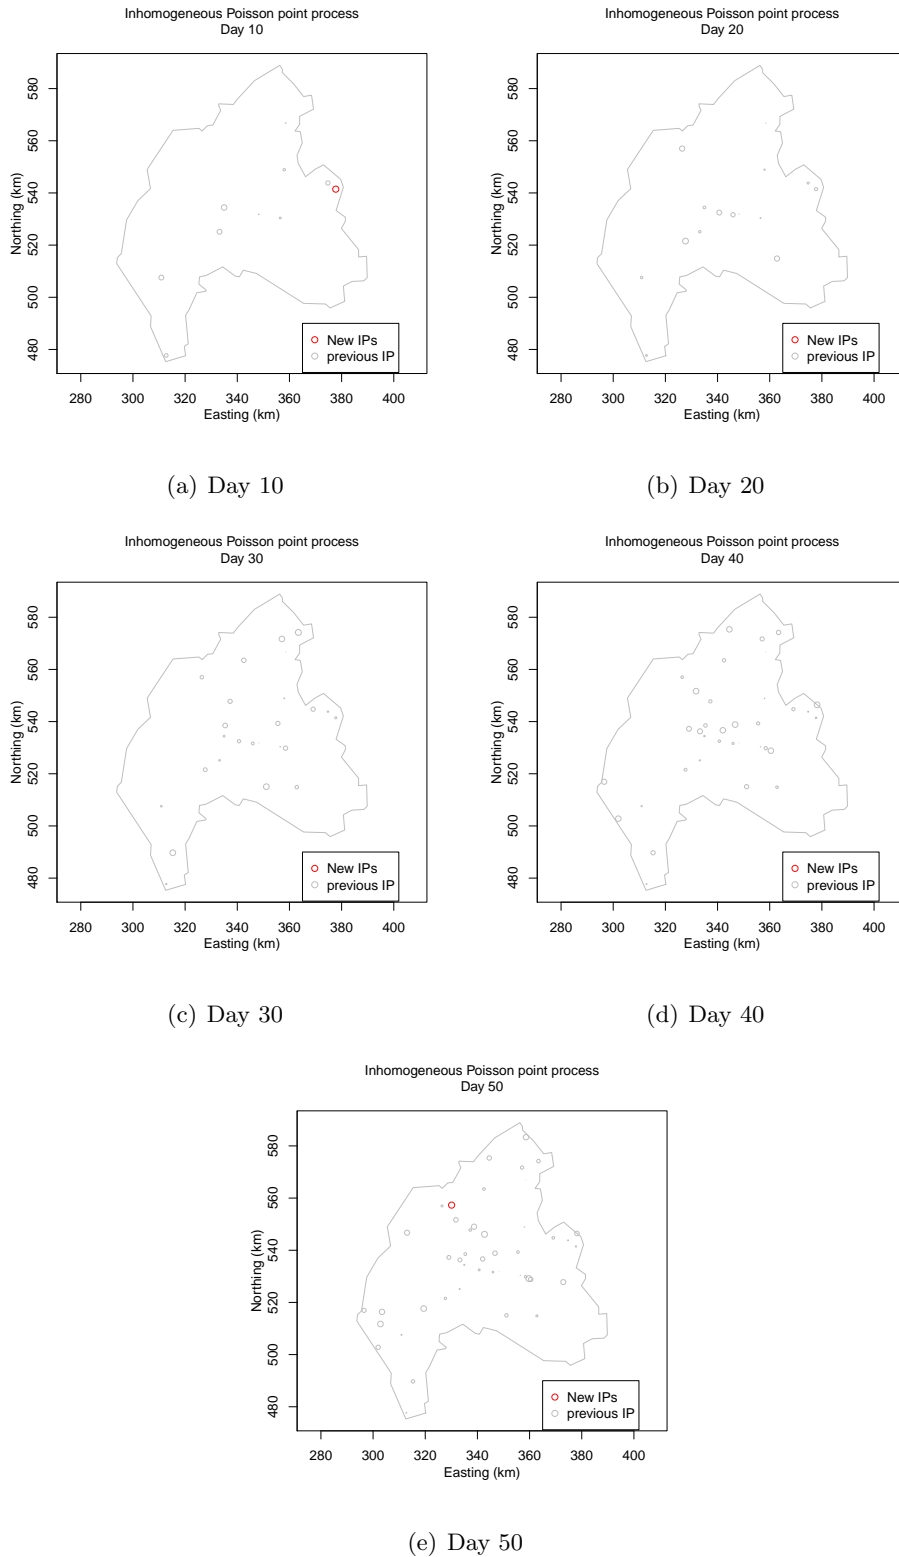 Inhomogeneous Poisson point process
Day 10
Northing (km)
480 500 520 540 560 580
New IPs
previous IP
280 300 320 340 360 380 400
Easting (km)
(a) Day 10
Inhomogeneous Poisson point process
Day 20
Northing (km)
480 500 520 540 560 580
New IPs
previous IP
280 300 320 340 360 380 400
Easting (km)
(b) Day 20
Inhomogeneous Poisson point process
Day 30
Northing (km)
480 500 520 540 560 580
New IPs
previous IP
280 300 320 340 360 380 400
Easting (km)
(c) Day 30
Inhomogeneous Poisson point process
Day 40
Northing (km)
480 500 520 540 560 580
New IPs
previous IP
280 300 320 340 360 380 400
Easting (km)
(d) Day 40
Inhomogeneous Poisson point process
Day 50
Northing (km)
480 500 520 540 560 580
New IPs
previous IP
280 300 320 340 360 380 400
Easting (km)
(e) Day 50